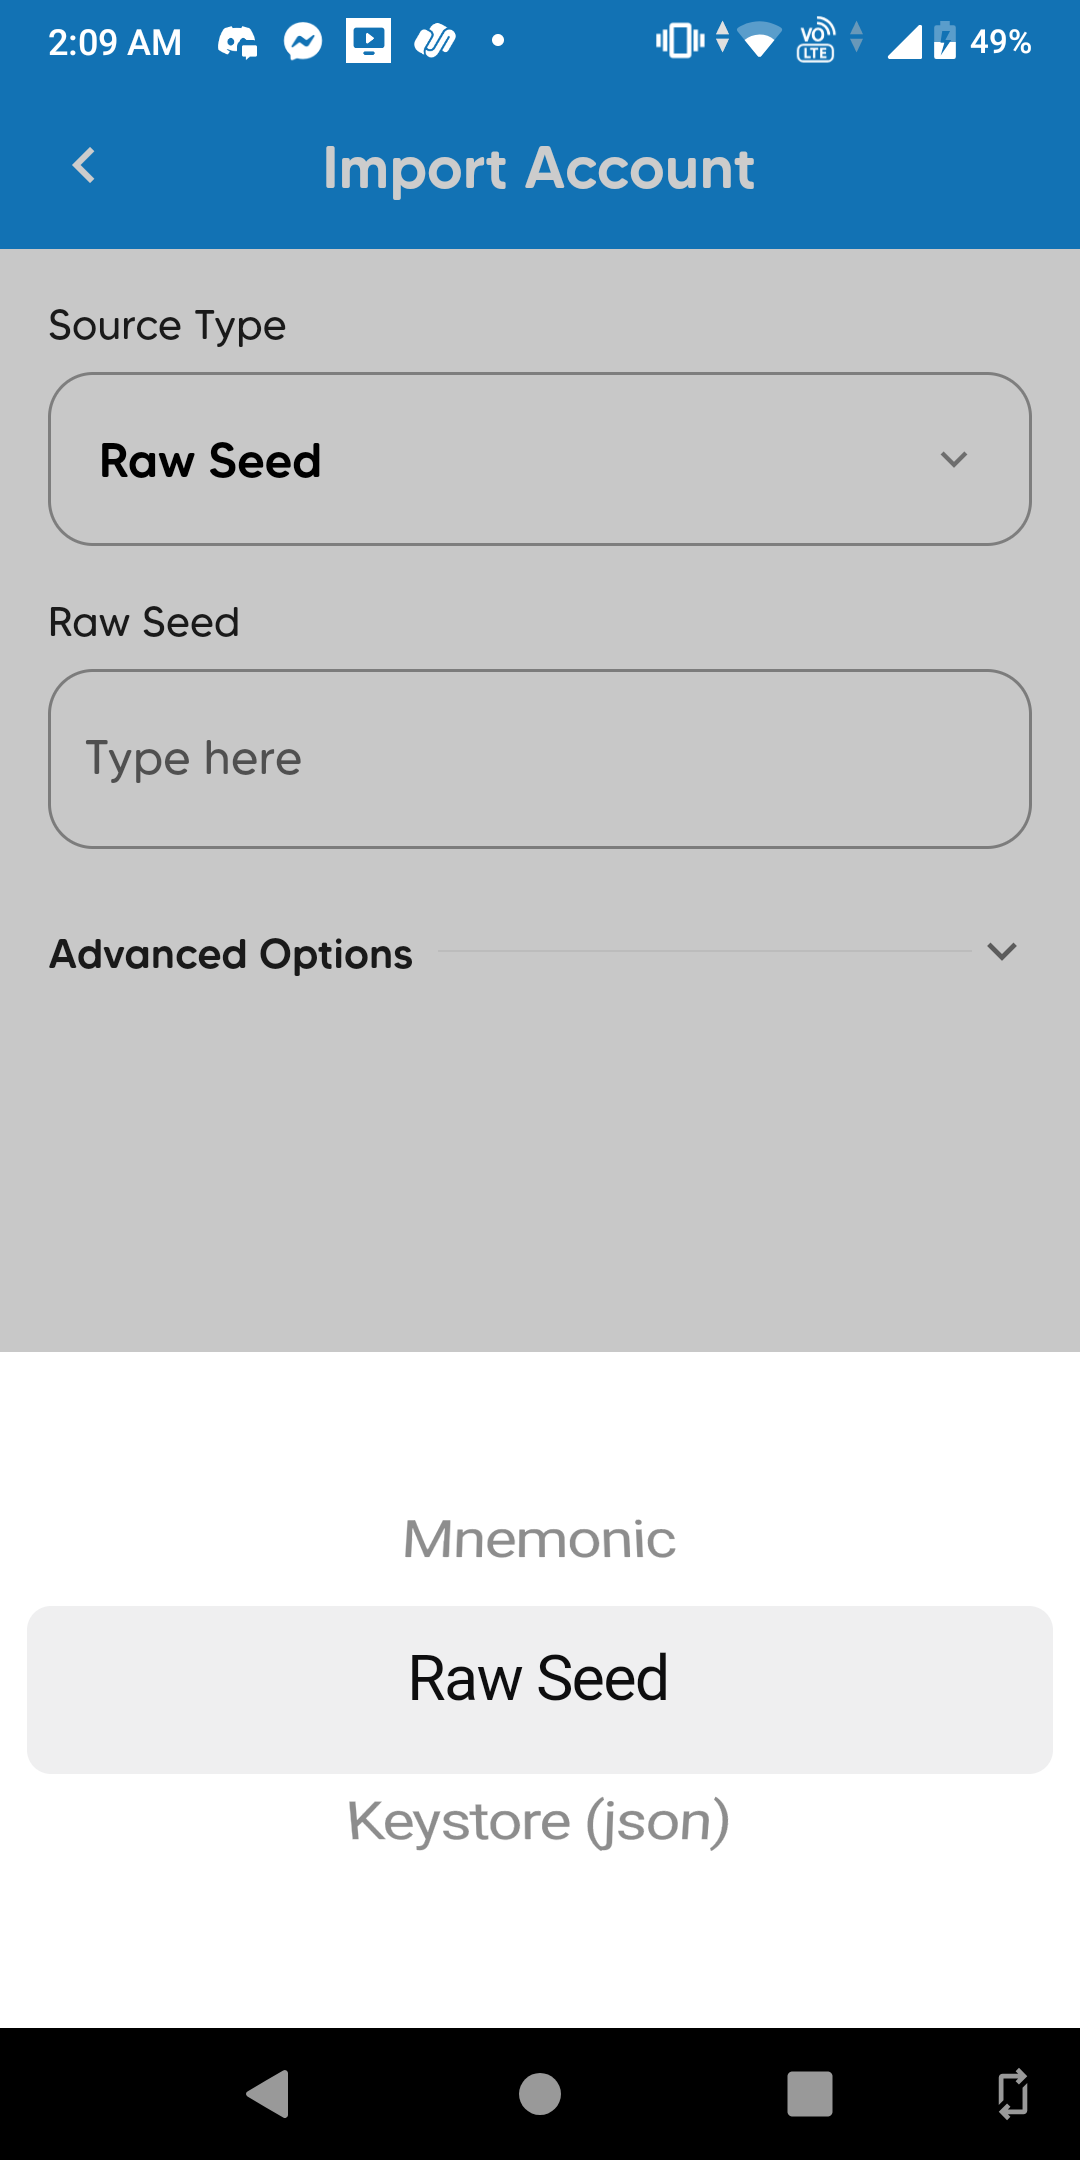 2:09 AM
VO LTE
49%
Import Account
Source Type
Raw Seed
Raw Seed
Type here
Advanced Options
Mnemonic
Raw Seed
Keystore (json)